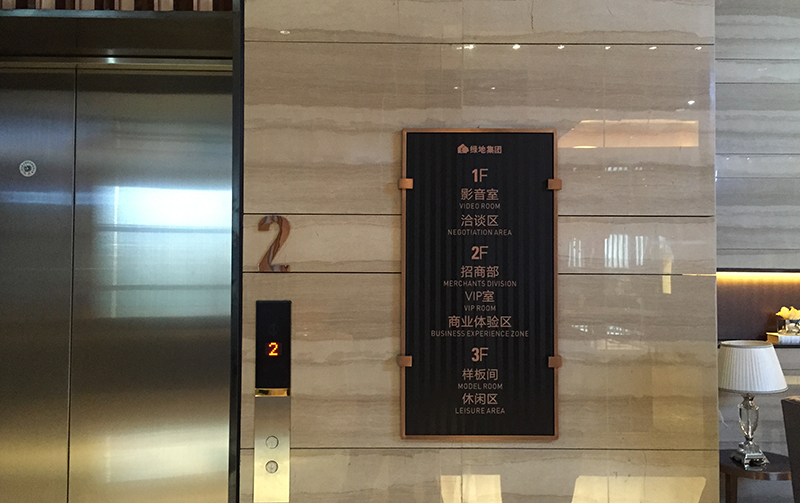 绿地集团
1F
影音室
VIDEO ROOM
洽谈区
NEGOTIATION AREA
2F
招商部
MERCHANTS DIVISION
VIP室
VIP ROOM
商业体验区
BUSINESS EXPERIENCE ZONE
3F
样板间
MODEL ROOM
休闲区
LEISURE AREA
2
2